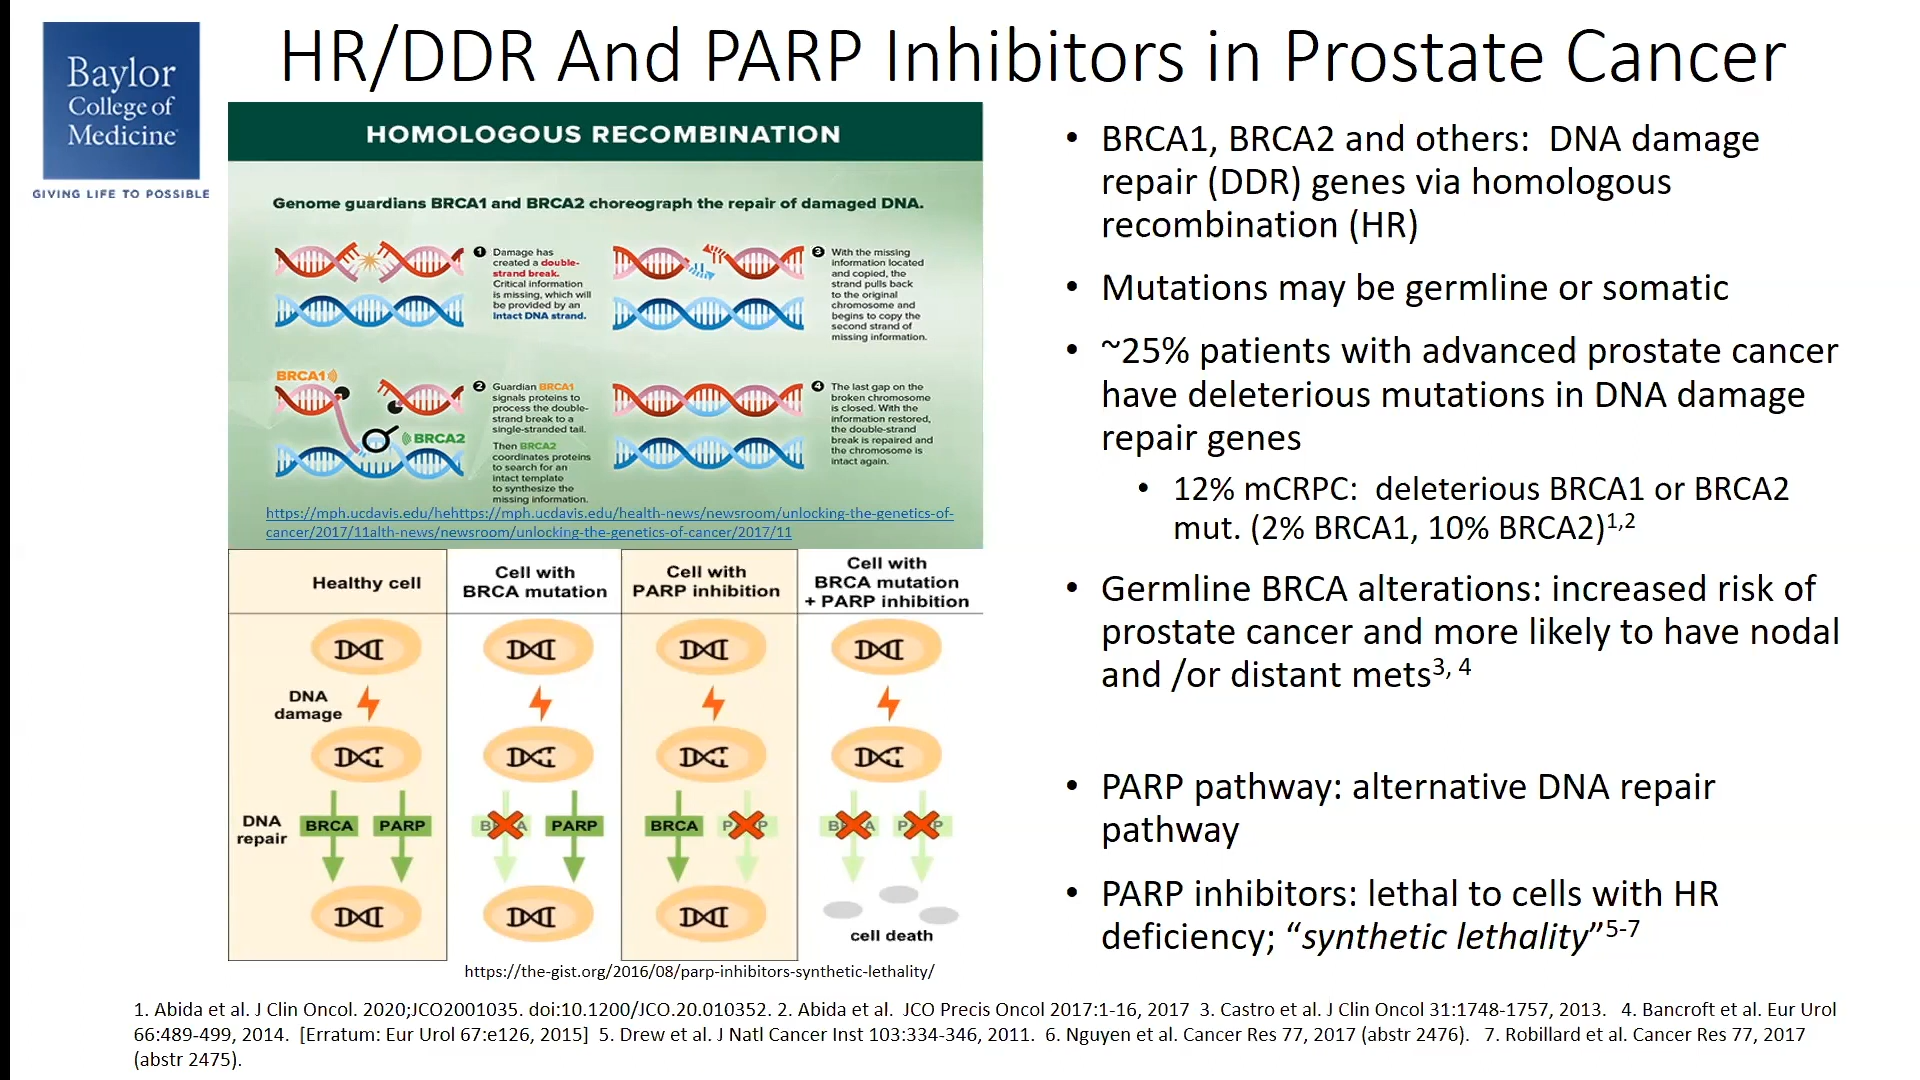 Baylor
College of
Medicine
GIVING LIFE TO POSSIBLE
HR/DDR And PARP Inhibitors in Prostate Cancer
HOMOLOGOUS RECOMBINATION
Genome guardians BRCA1 and BRCA2 choreograph the repair of damaged DNA.
1 Damage has
created a double-
strand break.
Critical information
is missing, which will
be provided by an
intact DNA strand.
BRCA1
BRCA2
2 Guardian BRCA1
signals proteins to
process the double-
strand break to a
single-stranded tail.
Then BRCA2
coordinates proteins
to search for an
intact template
to synthesize the
missing information.
3 With the missing
information located
and copied, the
strand pulls back
to the original
chromosome and
begins to copy the
second strand of
missing information.
4 The last gap on the
broken chromosome
is closed. With the
information restored,
the double-strand
break is repaired and
the chromosome is
intact again.
https://mph.ucdavis.edu/hehttps://mph.ucdavis.edu/health-news/newsroom/unlocking-the-genetics-of-
cancer/2017/11alth-news/newsroom/unlocking-the-genetics-of-cancer/2017/11
Healthy cell
Cell with
BRCA mutation
Cell with
PARP inhibition
Cell with
BRCA mutation
+ PARP inhibition
DNA
damage
DNA
repair
BRCA PARP
BRCA PARP
BRCA PARP
BRCA PARP
cell death
https://the-gist.org/2016/08/parp-inhibitors-synthetic-lethality/
• BRCA1, BRCA2 and others: DNA damage
repair (DDR) genes via homologous
recombination (HR)
• Mutations may be germline or somatic
• ~25% patients with advanced prostate cancer
have deleterious mutations in DNA damage
repair genes
• 12% mCRPC: deleterious BRCA1 or BRCA2
mut. (2% BRCA1, 10% BRCA2)1,2
• Germline BRCA alterations: increased risk of
prostate cancer and more likely to have nodal
and /or distant mets3, 4
• PARP pathway: alternative DNA repair
pathway
• PARP inhibitors: lethal to cells with HR
deficiency; “synthetic lethality”5-7
1. Abida et al. J Clin Oncol. 2020;JCO2001035. doi:10.1200/JCO.20.010352. 2. Abida et al. JCO Precis Oncol 2017:1-16, 2017 3. Castro et al. J Clin Oncol 31:1748-1757, 2013. 4. Bancroft et al. Eur Urol
66:489-499, 2014. [Erratum: Eur Urol 67:e126, 2015] 5. Drew et al. J Natl Cancer Inst 103:334-346, 2011. 6. Nguyen et al. Cancer Res 77, 2017 (abstr 2476). 7. Robillard et al. Cancer Res 77, 2017
(abstr 2475).